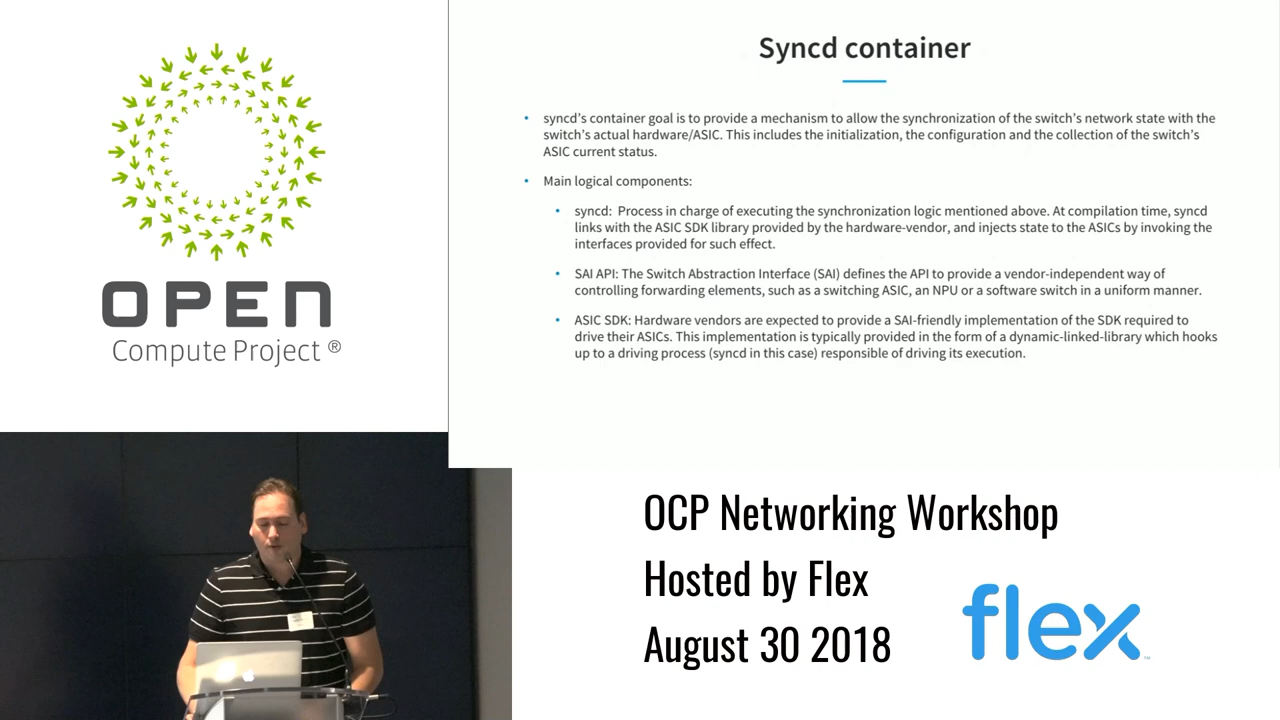 OPEN
Compute Project ®
Syncd container
• syncd's container goal is to provide a mechanism to allow the synchronization of the switch's network state with the
switch's actual hardware/ASIC. This includes the initialization, the configuration and the collection of the switch's
ASIC current status.
• Main logical components:
• syncd: Process in charge of executing the synchronization logic mentioned above. At compilation time, syncd
links with the ASIC SDK library provided by the hardware-vendor, and injects state to the ASICs by invoking the
interfaces provided for such effect.
• SAI API: The Switch Abstraction Interface (SAI) defines the API to provide a vendor-independent way of
controlling forwarding elements, such as a switching ASIC, an NPU or a software switch in a uniform manner.
• ASIC SDK: Hardware vendors are expected to provide a SAI-friendly implementation of the SDK required to
drive their ASICs. This implementation is typically provided in the form of a dynamic-linked-library which hooks
up to a driving process (syncd in this case) responsible of driving its execution.
OCP Networking Workshop
Hosted by Flex
August 30 2018
flex